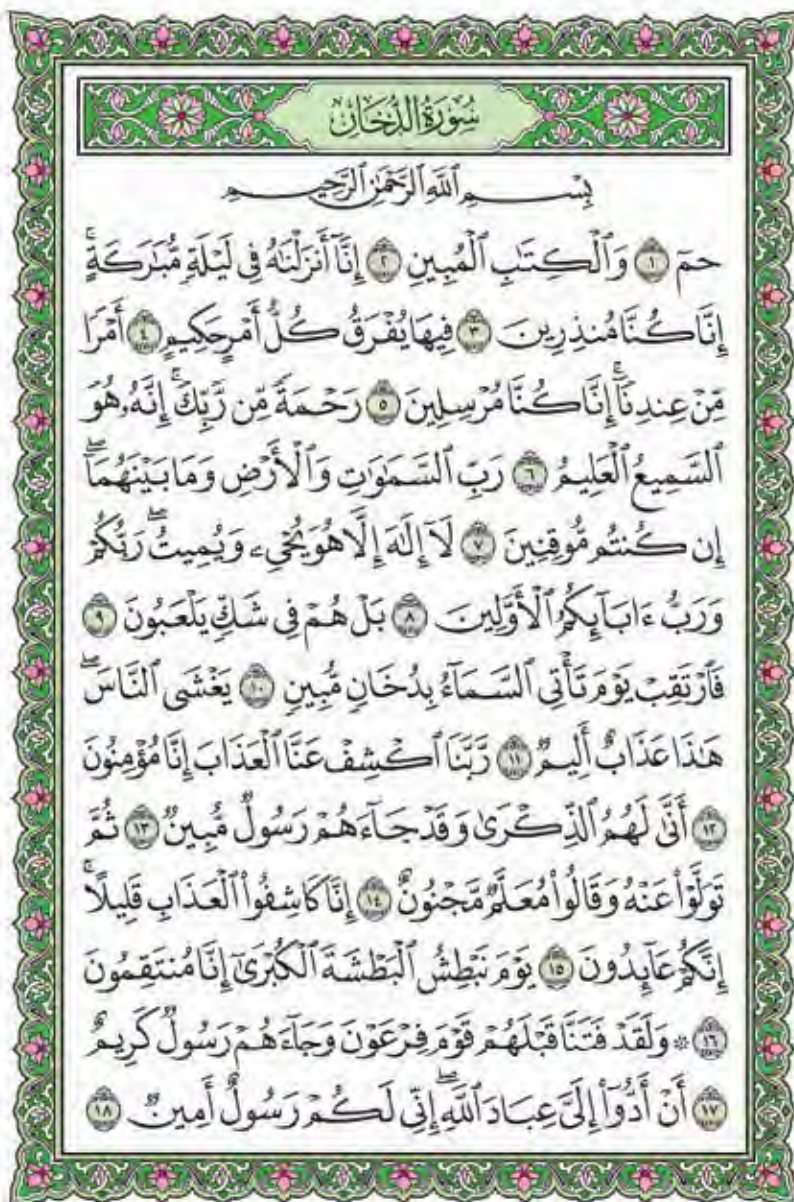 سُورَةُ الدُّخَانِ
بِسْمِ ٱللَّهِ ٱلرَّحْمَٰنِ ٱلرَّحِيمِ
حمٓ ١ وَٱلْكِتَٰبِ ٱلْمُبِينِ ٢ إِنَّآ أَنزَلْنَٰهُ فِى لَيْلَةٍ مُّبَٰرَكَةٍۚ
إِنَّا كُنَّا مُنذِرِينَ ٣ فِيهَا يُفْرَقُ كُلُّ أَمْرٍ حَكِيمٍ ٤ أَمْرًا
مِّنْ عِندِنَآۚ إِنَّا كُنَّا مُرْسِلِينَ ٥ رَحْمَةً مِّن رَّبِّكَۚ إِنَّهُۥ هُوَ
ٱلسَّمِيعُ ٱلْعَلِيمُ ٦ رَبِّ ٱلسَّمَٰوَٰتِ وَٱلْأَرْضِ وَمَا بَيْنَهُمَآۖ
إِن كُنتُم مُّوقِنِينَ ٧ لَآ إِلَٰهَ إِلَّا هُوَ يُحْىِۦ وَيُمِيتُۖ رَبُّكُمْ
وَرَبُّ ءَابَآئِكُمُ ٱلْأَوَّلِينَ ٨ بَلْ هُمْ فِى شَكٍّ يَلْعَبُونَ ٩
فَٱرْتَقِبْ يَوْمَ تَأْتِى ٱلسَّمَآءُ بِدُخَانٍ مُّبِينٍ ١٠ يَغْشَى ٱلنَّاسَۖ
هَٰذَا عَذَابٌ أَلِيمٌ ١١ رَّبَّنَا ٱكْشِفْ عَنَّا ٱلْعَذَابَ إِنَّا مُؤْمِنُونَ
١٢ أَنَّىٰ لَهُمُ ٱلذِّكْرَىٰ وَقَدْ جَآءَهُمْ رَسُولٌ مُّبِينٌ ١٣ ثُمَّ
تَوَلَّوْا۟ عَنْهُ وَقَالُوا۟ مُعَلَّمٌ مَّجْنُونٌ ١٤ إِنَّا كَاشِفُوا۟ ٱلْعَذَابِ قَلِيلًاۚ
إِنَّكُمْ عَآئِدُونَ ١٥ يَوْمَ نَبْطِشُ ٱلْبَطْشَةَ ٱلْكُبْرَىٰٓ إِنَّا مُنتَقِمُونَ
١٦ ۞ وَلَقَدْ فَتَنَّا قَبْلَهُمْ قَوْمَ فِرْعَوْنَ وَجَآءَهُمْ رَسُولٌ كَرِيمٌ
١٧ أَنْ أَدُّوٓا۟ إِلَىَّ عِبَادَ ٱللَّهِۖ إِنِّى لَكُمْ رَسُولٌ أَمِينٌ ١٨